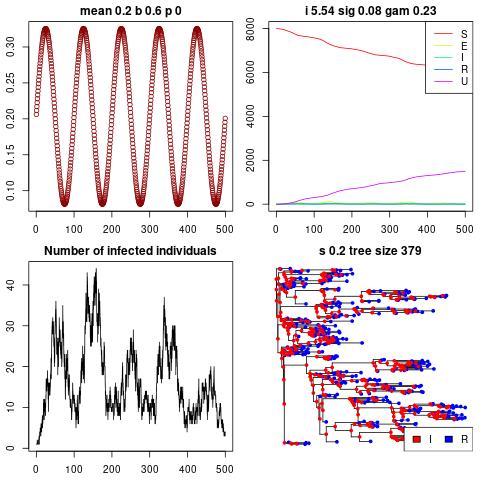 mean 0.2 b 0.6 p 0
0.30
0.25
0.20
0.15
0.10
0 100 200 300 400 500
i 5.54 sig 0.08 gam 0.23
8000
6000
4000
2000
0
S
E
I
R
U
0 100 200 300 400 500
Number of infected individuals
40
30
20
10
0
0 100 200 300 400 500
s 0.2 tree size 379
I R